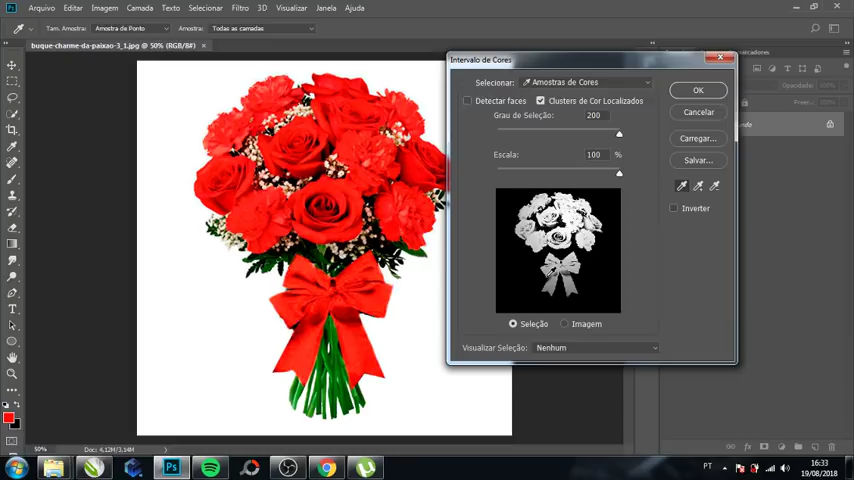 Ps Arquivo Editar Imagem Camada Texto Selecionar Filtro 3D Visualizar Janela Ajuda
Tam. Amostra: Amostra de Ponto Amostra: Todas as camadas
buque-charme-da-paixao-3_1.jpg @ 50% (RGB/8#) ×
Intervalo de Cores
Selecionar: Amostras de Cores
Detectar faces Clusters de Cor Localizados
Grau de Seleção: 200
Escala: 100 %
Seleção Imagem
Visualizar Seleção: Nenhum
OK
Cancelar
Carregar...
Salvar...
Inverter
Opacidade:
50% Doc: 4,12M/3,14M
Ps
PT 16:33
19/08/2018